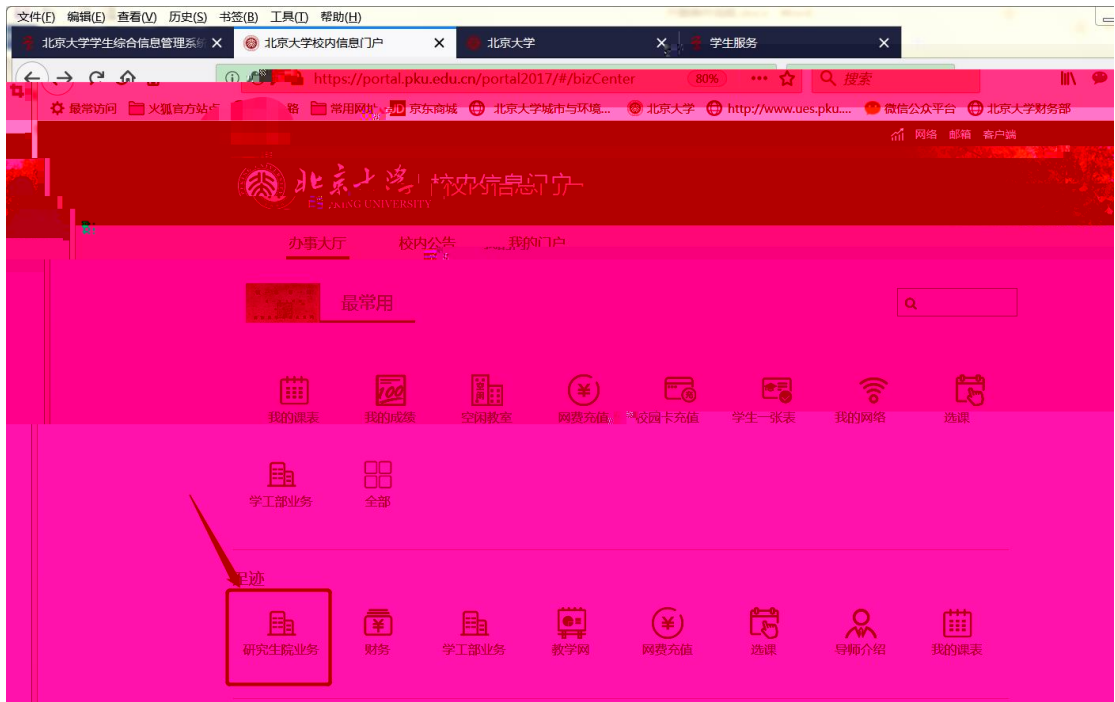 文件(F) 编辑(E) 查看(V) 历史(S) 书签(B) 工具(T) 帮助(H)
北京大学学生综合信息管理系统 北京大学校内信息门户 北京大学 学生服务
https://portal.pku.edu.cn/portal2017/#/bizCenter 80% 搜索
最常访问 火狐官方站点 常用网址 JD 京东商城 北京大学城市与环境... 北京大学 http://www.ues.pku.... 微信公众平台 北京大学财务部
网络 邮箱 客户端
北京大学 校内信息门户
UNIVERSITY
办事大厅 校内公告 我的门户
最常用
我的课表 我的成绩 空闲教室 网费充值 校园卡充值 学生一张表 我的网络 选课
学工部业务 全部
足迹
研究生院业务 财务 学工部业务 教学网 网费充值 选课 导师介绍 我的课表